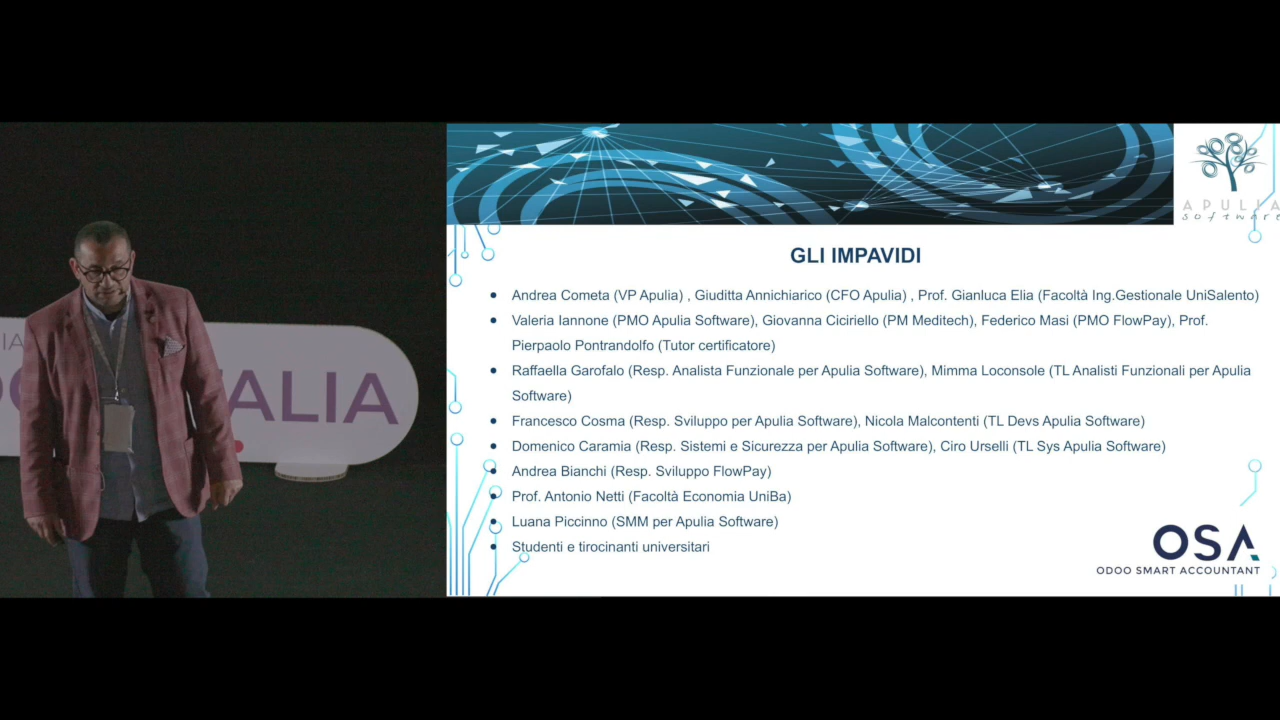 IA
ALIA
APULIA
software
GLI IMPAVIDI
Andrea Cometa (VP Apulia) , Giuditta Annichiarico (CFO Apulia) , Prof. Gianluca Elia (Facoltà Ing.Gestionale UniSalento)
Valeria Iannone (PMO Apulia Software), Giovanna Ciciriello (PM Meditech), Federico Masi (PMO FlowPay), Prof.
Pierpaolo Pontrandolfo (Tutor certificatore)
Raffaella Garofalo (Resp. Analista Funzionale per Apulia Software), Mimma Loconsole (TL Analisti Funzionali per Apulia
Software)
Francesco Cosma (Resp. Sviluppo per Apulia Software), Nicola Malcontenti (TL Devs Apulia Software)
Domenico Caramia (Resp. Sistemi e Sicurezza per Apulia Software), Ciro Urselli (TL Sys Apulia Software)
Andrea Bianchi (Resp. Sviluppo FlowPay)
Prof. Antonio Netti (Facoltà Economia UniBa)
Luana Piccinno (SMM per Apulia Software)
Studenti e tirocinanti universitari
OSA
ODOO SMART ACCOUNTANT